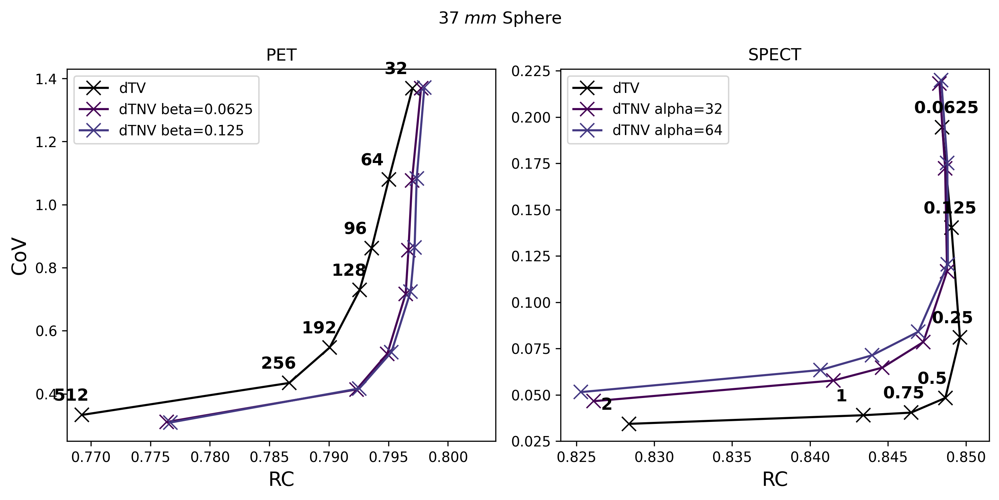 37 mm Sphere
PET
CoV
1.4
1.2
1.0
0.8
0.6
0.4
dTV
dTNV beta=0.0625
dTNV beta=0.125
32
64
96
128
192
256
512
0.770 0.775 0.780 0.785 0.790 0.795 0.800
RC
SPECT
0.225
0.200
0.175
0.150
0.125
0.100
0.075
0.050
0.025
dTV
dTNV alpha=32
dTNV alpha=64
0.0625
0.125
0.25
0.5
0.75
1
2
0.825 0.830 0.835 0.840 0.845 0.850
RC